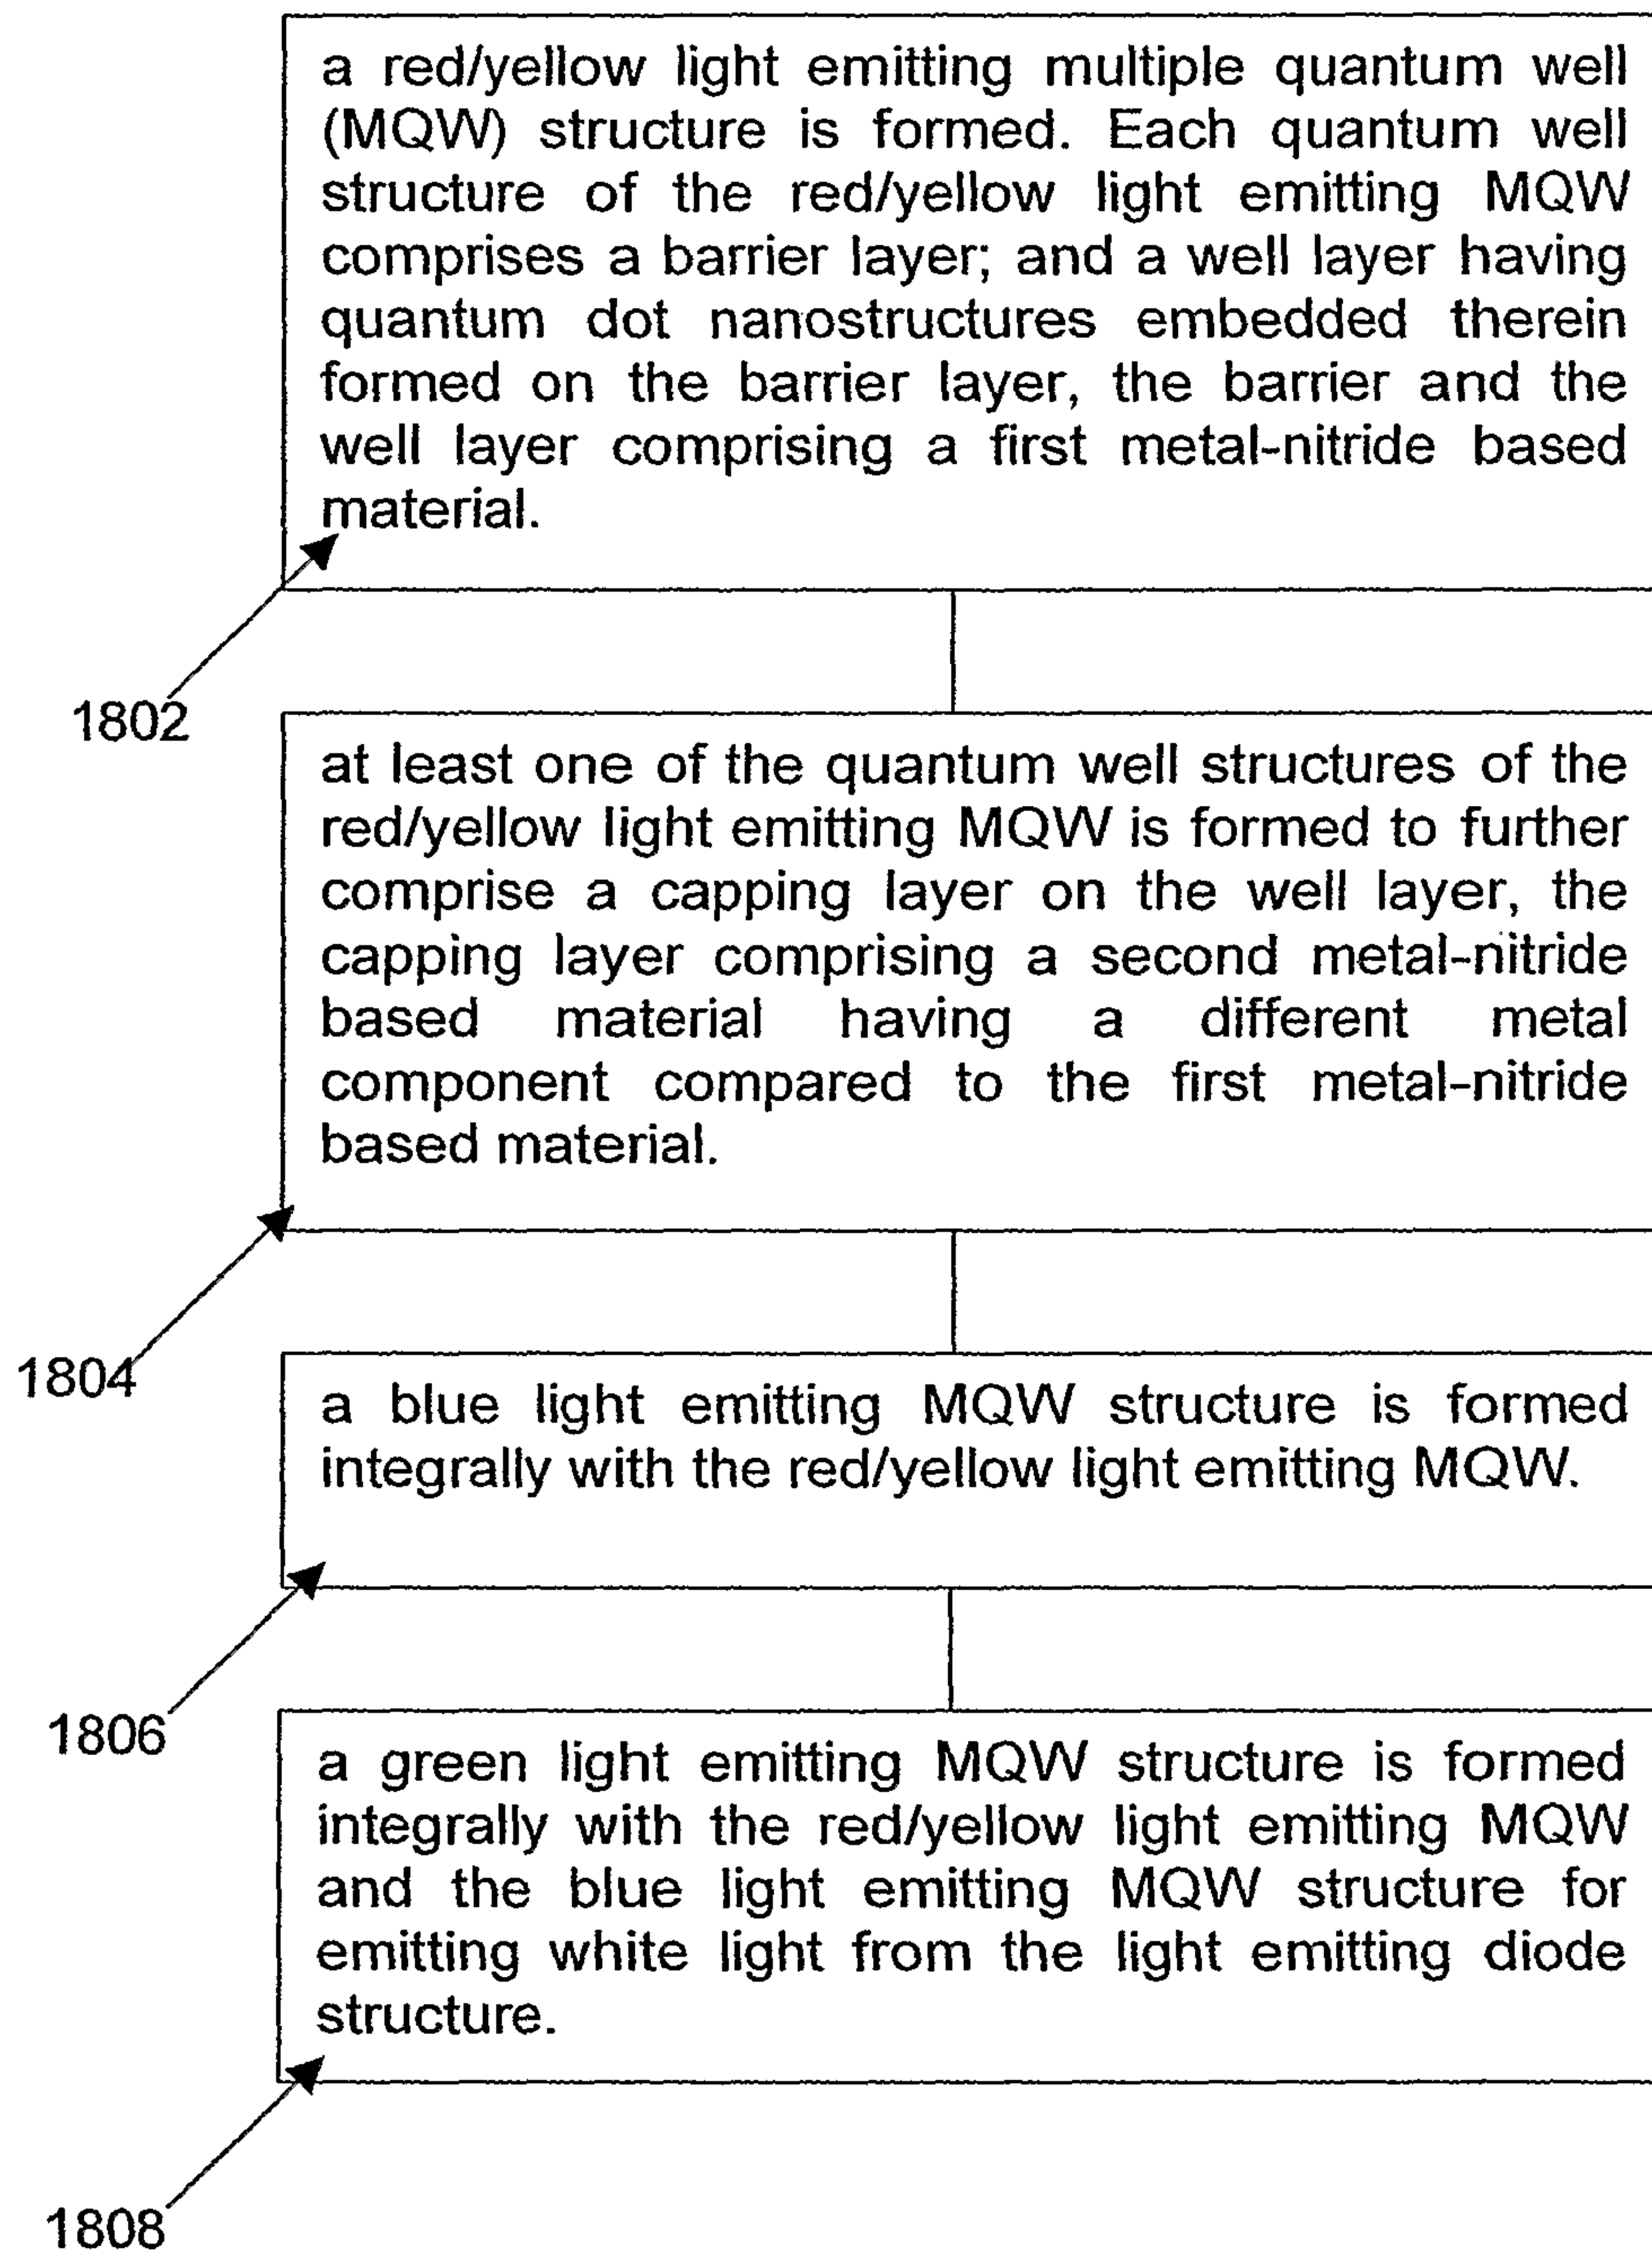 a red/yellow light emitting multiple quantum well
(MQW) structure is formed. Each quantum well
structure of the red/yellow light emitting MQW
comprises a barrier layer; and a well layer having
quantum dot nanostructures embedded therein
formed on the barrier layer, the barrier and the
well layer comprising a first metal-nitride based
material.
1802
at least one of the quantum well structures of the
red/yellow light emitting MQW is formed to further
comprise a capping layer on the well layer, the
capping layer comprising a second metal-nitride
based material having a different metal
component compared to the first metal-nitride
based material.
1804
a blue light emitting MQW structure is formed
integrally with the red/yellow light emitting MQW.
1806
a green light emitting MQW structure is formed
integrally with the red/yellow light emitting MQW
and the blue light emitting MQW structure for
emitting white light from the light emitting diode
structure.
1808